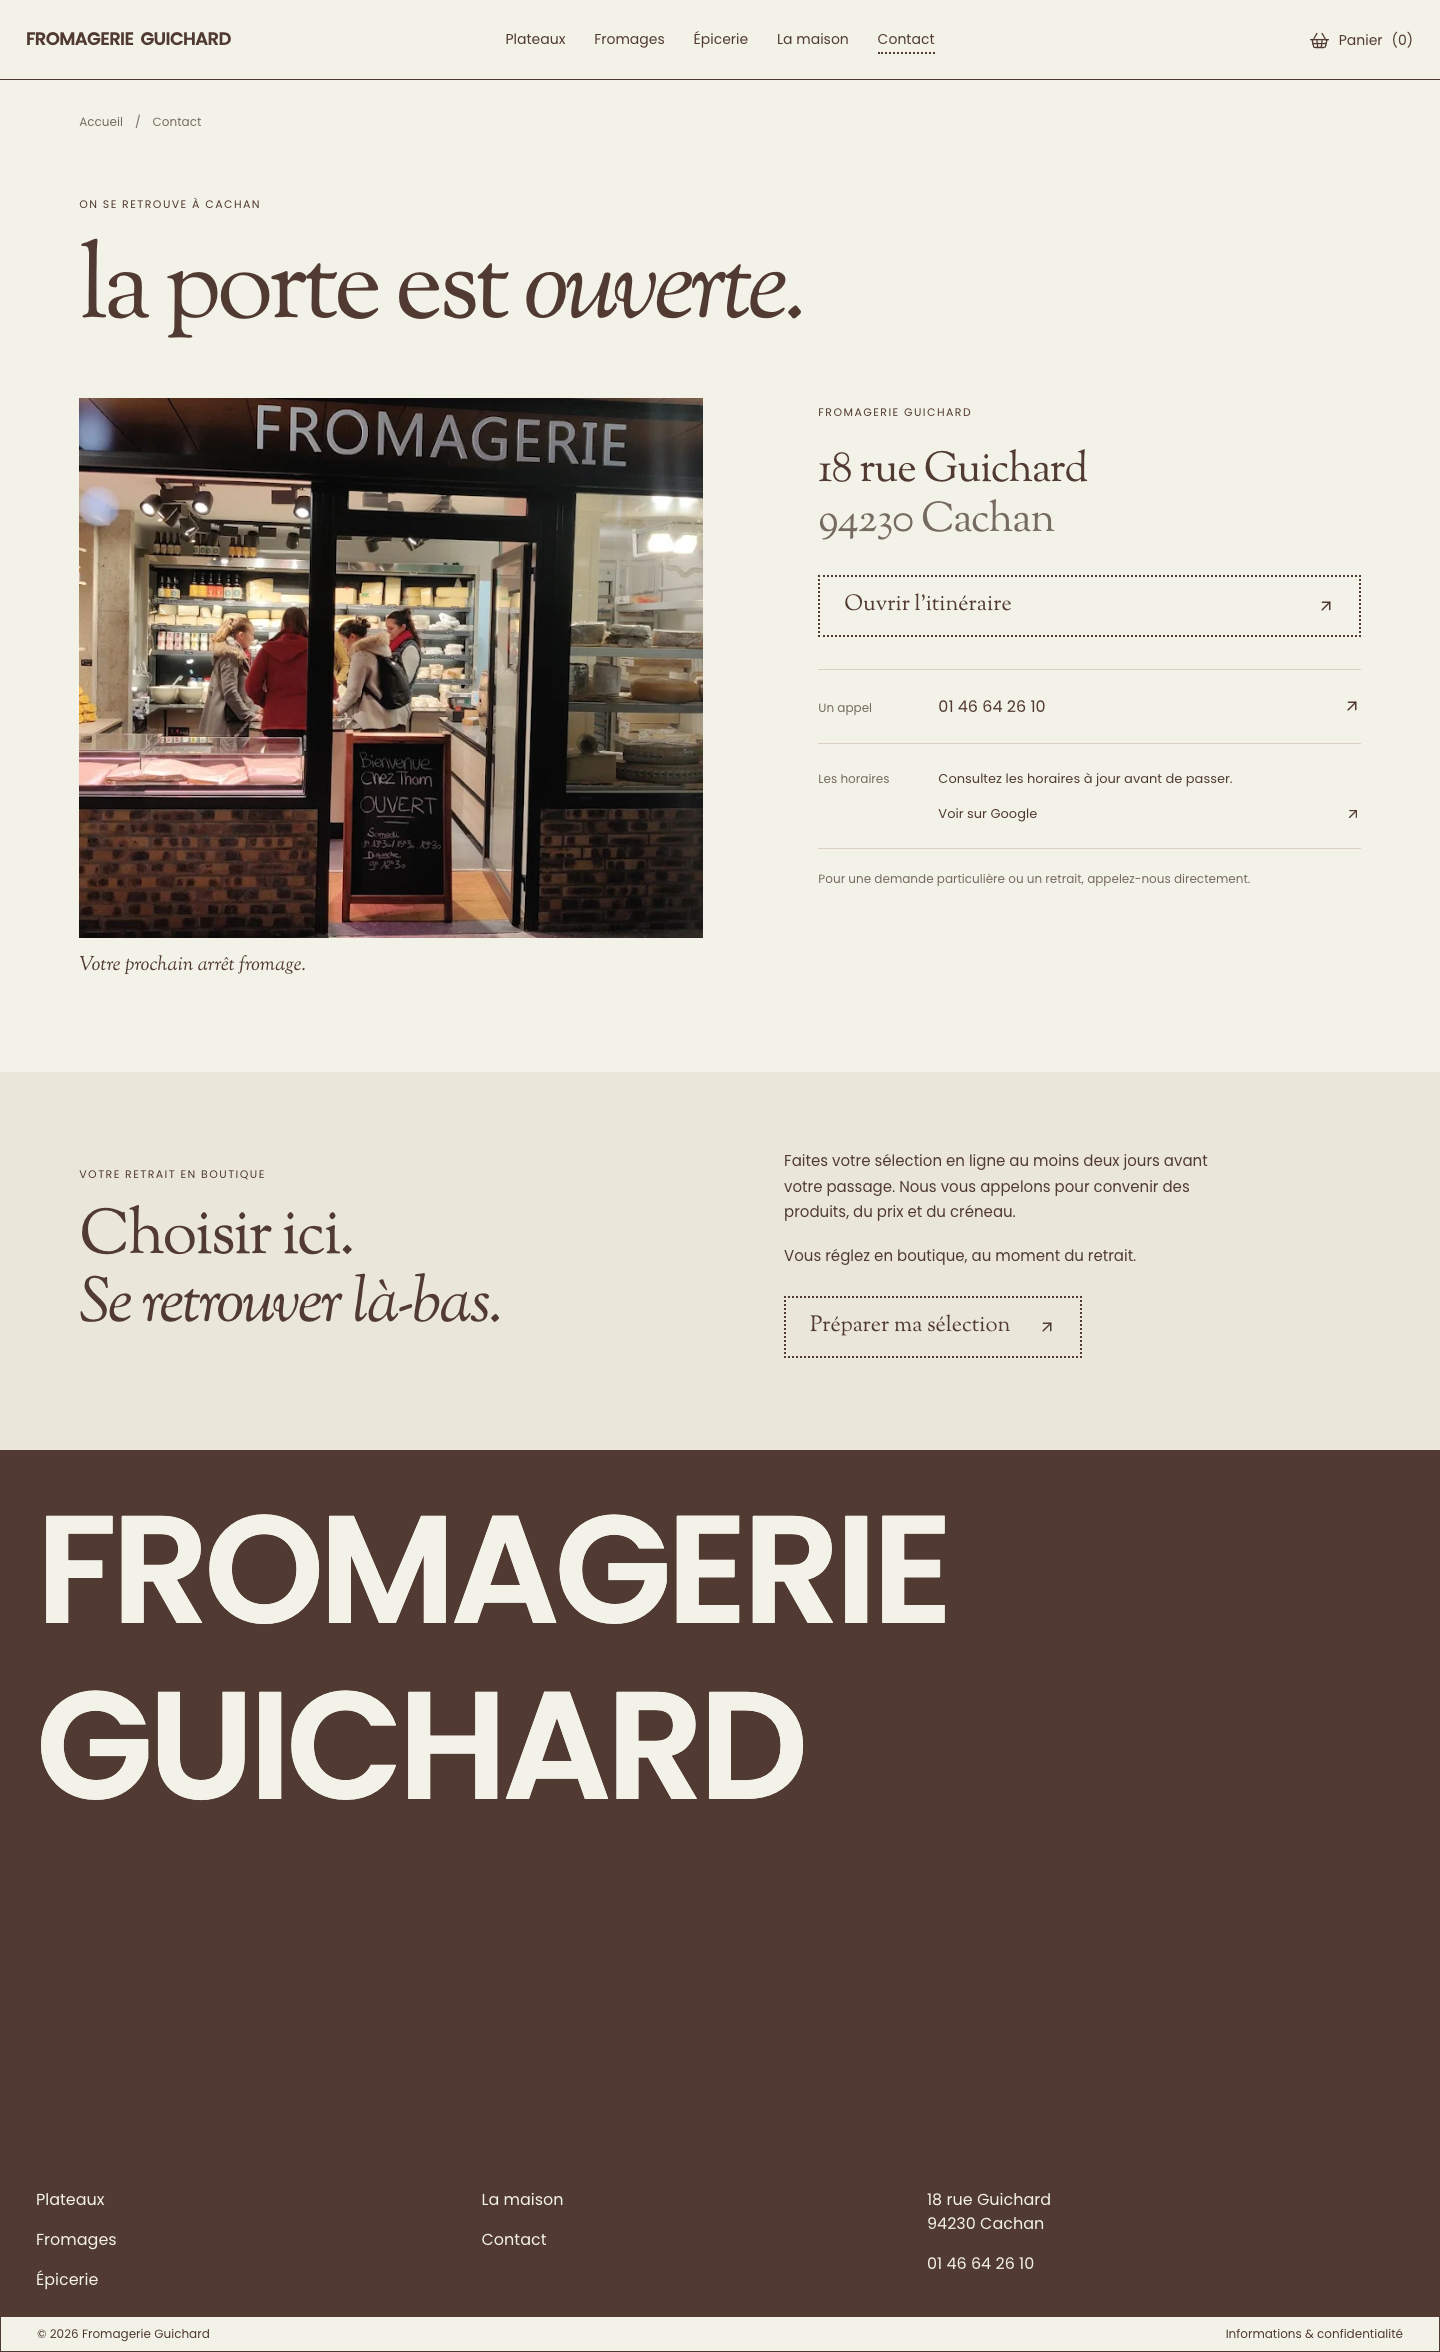 FROMAGERIE GUICHARD
Plateaux Fromages Épicerie La maison Contact
Panier (0)
Accueil / Contact
ON SE RETROUVE À CACHAN
la porte est ouverte.
FROMAGERIE
Bienvenue
Chez Thom
OUVERT
Samedi
Dimanche
Votre prochain arrêt fromage.
FROMAGERIE GUICHARD
18 rue Guichard
94230 Cachan
Ouvrir l’itinéraire
Un appel 01 46 64 26 10
Les horaires Consultez les horaires à jour avant de passer.
Voir sur Google
Pour une demande particulière ou un retrait, appelez-nous directement.
VOTRE RETRAIT EN BOUTIQUE
Choisir ici.
Se retrouver là-bas.
Faites votre sélection en ligne au moins deux jours avant
votre passage. Nous vous appelons pour convenir des
produits, du prix et du créneau.
Vous réglez en boutique, au moment du retrait.
Préparer ma sélection
FROMAGERIE
GUICHARD
Plateaux
Fromages
Épicerie
La maison
Contact
18 rue Guichard
94230 Cachan
01 46 64 26 10
© 2026 Fromagerie Guichard
Informations & confidentialité